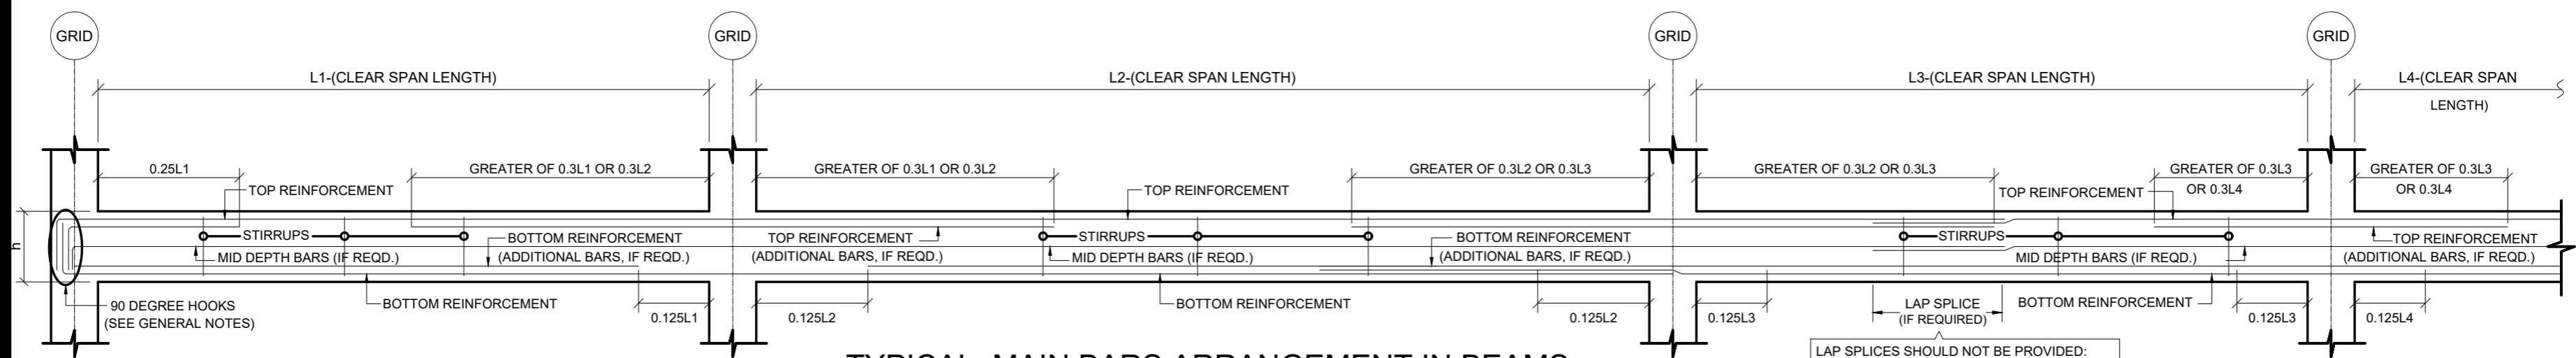 GRID
GRID
GRID
GRID
L1-(CLEAR SPAN LENGTH)
L2-(CLEAR SPAN LENGTH)
L3-(CLEAR SPAN LENGTH)
L4-(CLEAR SPAN
LENGTH)
0.25L1
GREATER OF 0.3L1 OR 0.3L2
GREATER OF 0.3L1 OR 0.3L2
GREATER OF 0.3L2 OR 0.3L3
GREATER OF 0.3L2 OR 0.3L3
GREATER OF 0.3L3
OR 0.3L4
GREATER OF 0.3L3
OR 0.3L4
TOP REINFORCEMENT
TOP REINFORCEMENT
TOP REINFORCEMENT
h
STIRRUPS
BOTTOM REINFORCEMENT
(ADDITIONAL BARS, IF REQD.)
TOP REINFORCEMENT
(ADDITIONAL BARS, IF REQD.)
STIRRUPS
BOTTOM REINFORCEMENT
(ADDITIONAL BARS, IF REQD.)
STIRRUPS
TOP REINFORCEMENT
(ADDITIONAL BARS, IF REQD.)
MID DEPTH BARS (IF REQD.)
MID DEPTH BARS (IF REQD.)
MID DEPTH BARS (IF REQD.)
90 DEGREE HOOKS
(SEE GENERAL NOTES)
BOTTOM REINFORCEMENT
0.125L1
0.125L2
BOTTOM REINFORCEMENT
0.125L2
0.125L3
LAP SPLICE
(IF REQUIRED)
BOTTOM REINFORCEMENT
0.125L3
0.125L4
TYPICAL MAIN BARS ARRANGEMENT IN BEAMS
LAP SPLICES SHOULD NOT BE PROVIDED: